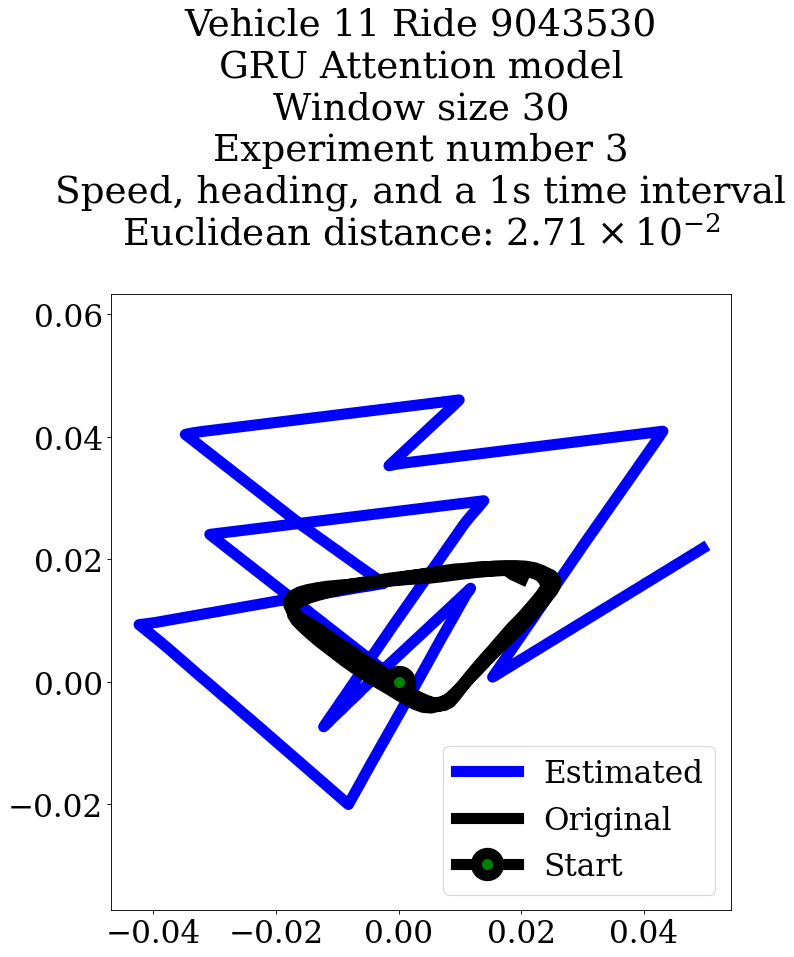 Vehicle 11 Ride 9043530
GRU Attention model
Window size 30
Experiment number 3
Speed, heading, and a 1s time interval
Euclidean distance: 2.71 × 10⁻²
0.06
0.04
0.02
0.00
−0.02
Estimated
Original
Start
−0.04 −0.02 0.00 0.02 0.04